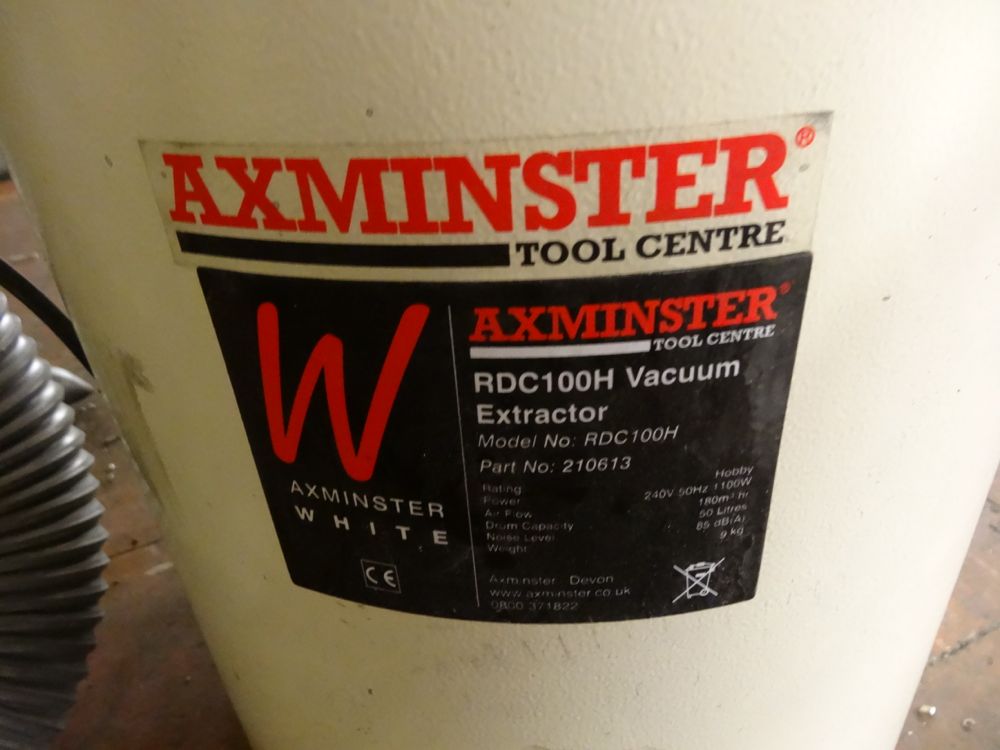 AXMINSTER®
TOOL CENTRE
W
AXMINSTER
WHITE
CE
AXMINSTER®
TOOL CENTRE
RDC100H Vacuum
Extractor
Model No: RDC100H
Part No: 210613
Rating Hobby
Power 240V 50Hz 1100W
Air Flow 180m³ hr
Drum Capacity 50 Litres
Noise Level 85 dB(A)
Weight 9 kg
Axminster Devon
www.axminster.co.uk
0800 371822